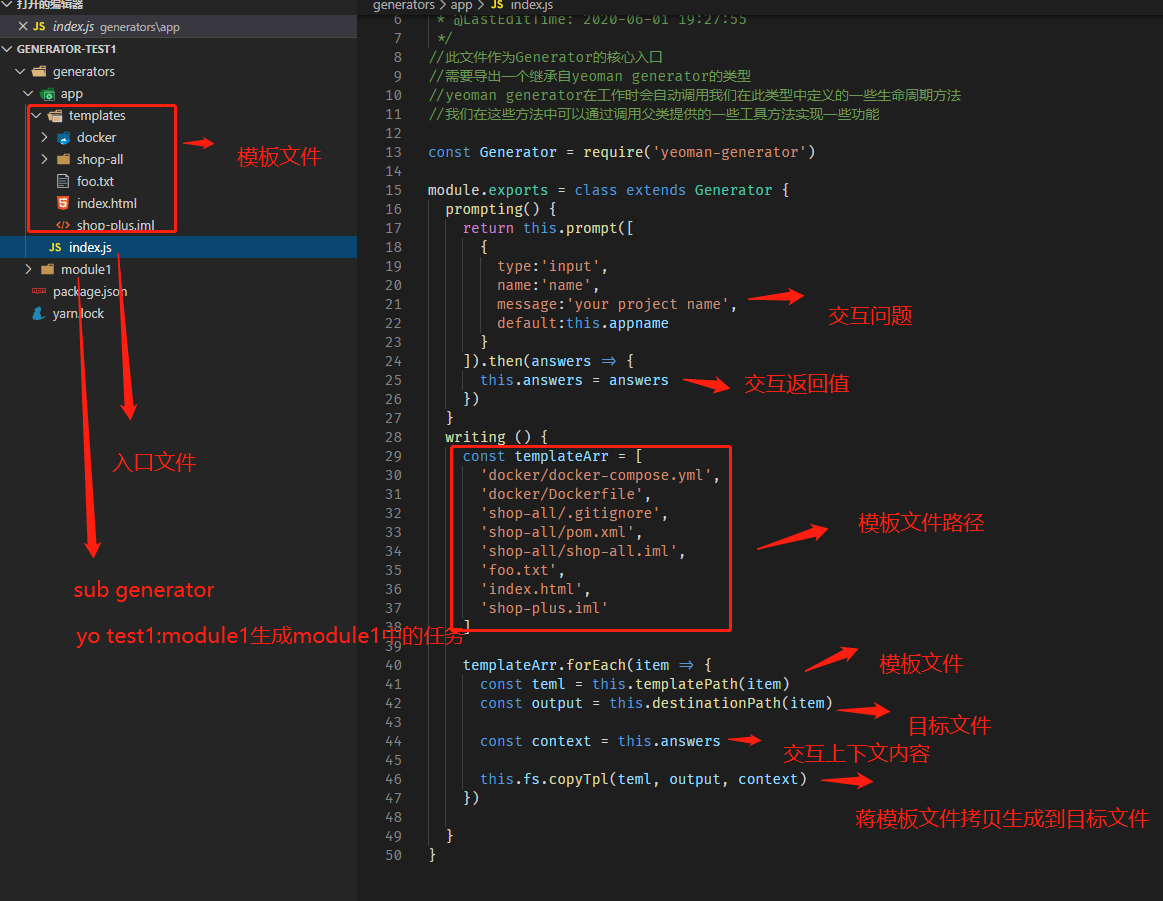 打开的编辑器
JS index.js generators\app
GENERATOR-TEST1
generators
app
templates
docker
shop-all
foo.txt
index.html
shop-plus.iml
JS index.js
module1
package.json
yarn.lock
模板文件
入口文件
sub generator
yo test1:module1生成module1中的任务
generators > app > JS index.js
6 * @LastEditTime: 2020-06-01 19:27:55
7 */
8 //此文件作为Generator的核心入口
9 //需要导出一个继承自yeoman generator的类型
10 //yeoman generator在工作时会自动调用我们在此类型中定义的一些生命周期方法
11 //我们在这些方法中可以通过调用父类提供的一些工具方法实现一些功能
12
13 const Generator = require('yeoman-generator')
14
15 module.exports = class extends Generator {
16 prompting() {
17 return this.prompt([
18 {
19 type:'input',
20 name:'name',
21 message:'your project name',
22 default:this.appname
23 }
24 ]).then(answers => {
25 this.answers = answers
26 })
27 }
28 writing () {
29 const templateArr = [
30 'docker/docker-compose.yml',
31 'docker/Dockerfile',
32 'shop-all/.gitignore',
33 'shop-all/pom.xml',
34 'shop-all/shop-all.iml',
35 'foo.txt',
36 'index.html',
37 'shop-plus.iml'
38 ]
39
40 templateArr.forEach(item => {
41 const teml = this.templatePath(item)
42 const output = this.destinationPath(item)
43
44 const context = this.answers
45
46 this.fs.copyTpl(teml, output, context)
47 })
48
49 }
50 }
交互问题
交互返回值
模板文件路径
模板文件
目标文件
交互上下文内容
蒋模板文件拷贝生成到目标文件